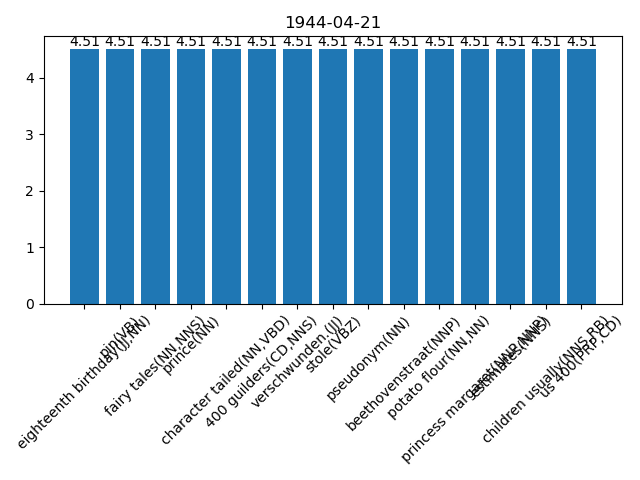 1944-04-21
4.51 4.51 4.51 4.51 4.51 4.51 4.51 4.51 4.51 4.51 4.51 4.51 4.51 4.51 4.51
4
3
2
1
0
eighteenth birthday(JJ,NN)
pin(VB)
fairy tales(NN,NNS)
prince(NN)
character tailed(NN,VBD)
400 guilders(CD,NNS)
verschwunden.(JJ)
stole(VBZ)
pseudonym(NN)
beethovenstraat(NNP)
potato flour(NN,NN)
princess margaret(NNP,NNP)
estimates(NNS)
children usually(NNS,RB)
us 400(PRP,CD)